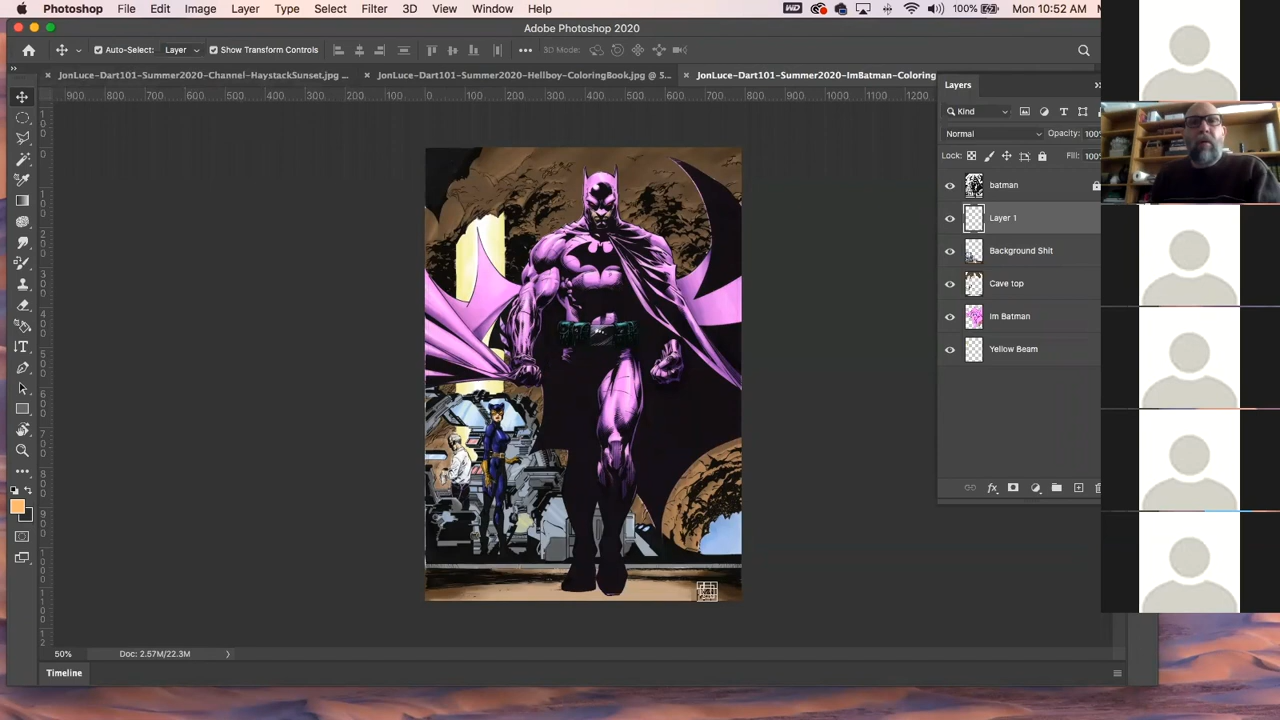 Photoshop File Edit Image Layer Type Select Filter 3D View Window Help 100% Mon 10:52 AM
Adobe Photoshop 2020
Auto-Select: Layer Show Transform Controls 3D Mode:
JonLuce-Dart101-Summer2020-Channel-HaystackSunset.jpg ... JonLuce-Dart101-Summer2020-Hellboy-ColoringBook.jpg @ 5... JonLuce-Dart101-Summer2020-ImBatman-Coloring
900 800 700 600 500 400 300 200 100 0 100 200 300 400 500 600 700 800 900 1000 1100 1200
Layers
Kind
Normal Opacity: 100%
Lock: Fill: 100%
batman
Layer 1
Background Shit
Cave top
Im Batman
Yellow Beam
50% Doc: 2.57M/22.3M
Timeline